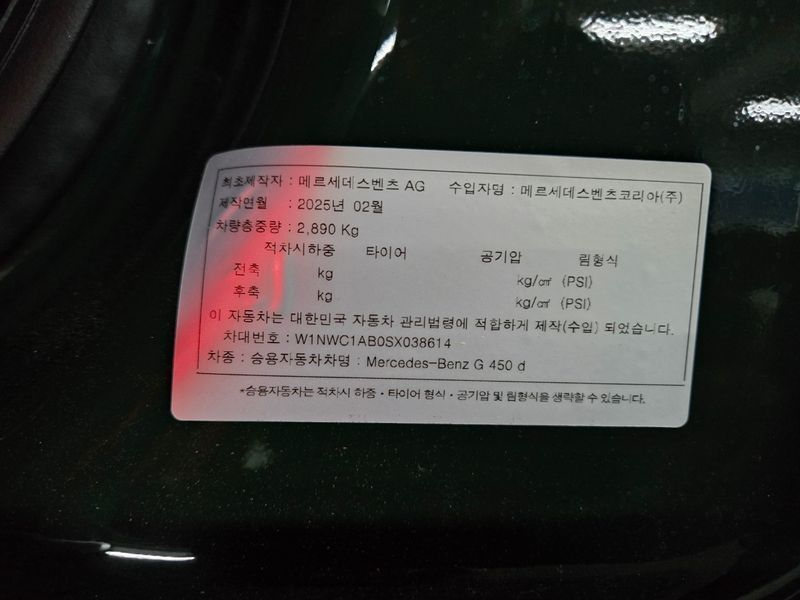 최초제작자 : 메르세데스벤츠 AG 수입자명 : 메르세데스벤츠코리아(주)
제작연월 : 2025년 02월
차량총중량 : 2,890 Kg
적차시하중 타이어 공기압 림형식
전축 kg kg/㎠ (PSI)
후축 kg kg/㎠ (PSI)
이 자동차는 대한민국 자동차 관리법령에 적합하게 제작(수입) 되었습니다.
차대번호 : W1NWC1AB0SX038614
차종 : 승용자동차차명 : Mercedes-Benz G 450 d
*승용자동차는 적차시 하중·타이어 형식·공기압 및 림형식을 생략할 수 있습니다.